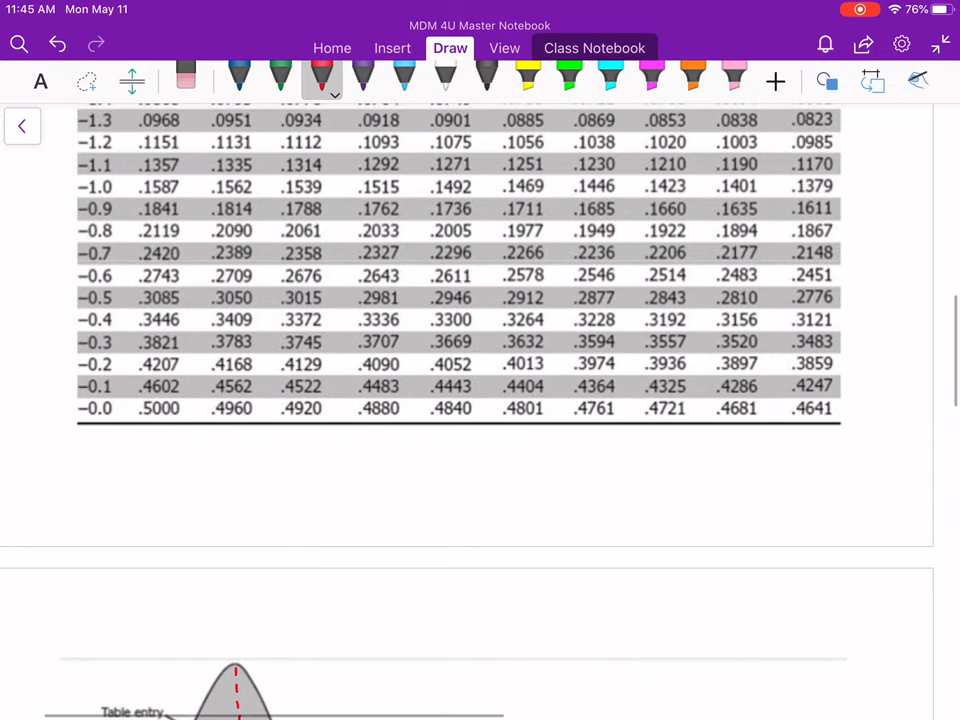 11:45 AM Mon May 11
76%
MDM 4U Master Notebook
Home Insert Draw View Class Notebook
A
−1.3 .0968 .0951 .0934 .0918 .0901 .0885 .0869 .0853 .0838 .0823
−1.2 .1151 .1131 .1112 .1093 .1075 .1056 .1038 .1020 .1003 .0985
−1.1 .1357 .1335 .1314 .1292 .1271 .1251 .1230 .1210 .1190 .1170
−1.0 .1587 .1562 .1539 .1515 .1492 .1469 .1446 .1423 .1401 .1379
−0.9 .1841 .1814 .1788 .1762 .1736 .1711 .1685 .1660 .1635 .1611
−0.8 .2119 .2090 .2061 .2033 .2005 .1977 .1949 .1922 .1894 .1867
−0.7 .2420 .2389 .2358 .2327 .2296 .2266 .2236 .2206 .2177 .2148
−0.6 .2743 .2709 .2676 .2643 .2611 .2578 .2546 .2514 .2483 .2451
−0.5 .3085 .3050 .3015 .2981 .2946 .2912 .2877 .2843 .2810 .2776
−0.4 .3446 .3409 .3372 .3336 .3300 .3264 .3228 .3192 .3156 .3121
−0.3 .3821 .3783 .3745 .3707 .3669 .3632 .3594 .3557 .3520 .3483
−0.2 .4207 .4168 .4129 .4090 .4052 .4013 .3974 .3936 .3897 .3859
−0.1 .4602 .4562 .4522 .4483 .4443 .4404 .4364 .4325 .4286 .4247
−0.0 .5000 .4960 .4920 .4880 .4840 .4801 .4761 .4721 .4681 .4641
Table entry